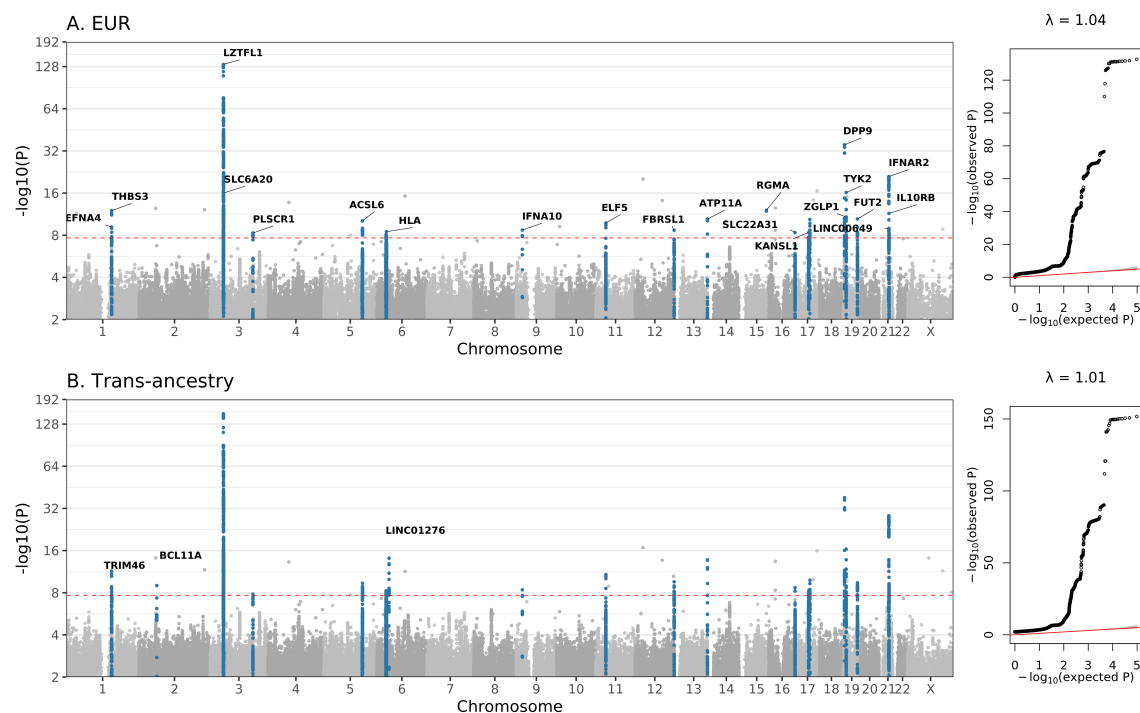 A. EUR
λ = 1.04
192
128
64
32
16
8
4
2
-log10(P)
LZTFL1
DPP9
IFNAR2
SLC6A20
TYK2
RGMA
THBS3
ACSL6
ELF5
ATP11A
ZGLP1
FUT2
IL10RB
EFNA4
PLSCR1
HLA
IFNA10
FBRSL1
SLC22A31
LINC00649
KANSL1
1 2 3 4 5 6 7 8 9 10 11 12 13 14 15 16 17 18 19 20 21 22 X
Chromosome
−log10(observed P)
0 20 40 60 80 100 120
0 1 2 3 4 5
−log10(expected P)
B. Trans-ancestry
λ = 1.01
192
128
64
32
16
8
4
2
-log10(P)
LINC01276
BCL11A
TRIM46
1 2 3 4 5 6 7 8 9 10 11 12 13 14 15 16 17 18 19 20 21 22 X
Chromosome
−log10(observed P)
0 50 100 150
0 1 2 3 4 5
−log10(expected P)